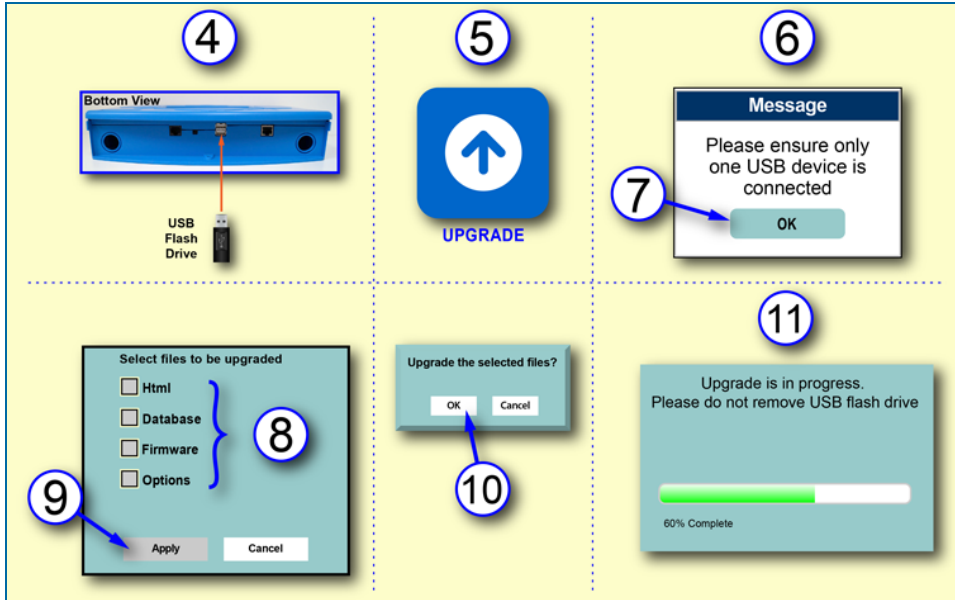 4
Bottom View
USB
Flash
Drive
5
UPGRADE
6
Message
Please ensure only
one USB device is
connected
7
OK
Select files to be upgraded
Html
Database
Firmware
Options
8
9
Apply
Cancel
Upgrade the selected files?
OK
Cancel
10
11
Upgrade is in progress.
Please do not remove USB flash drive
60% Complete